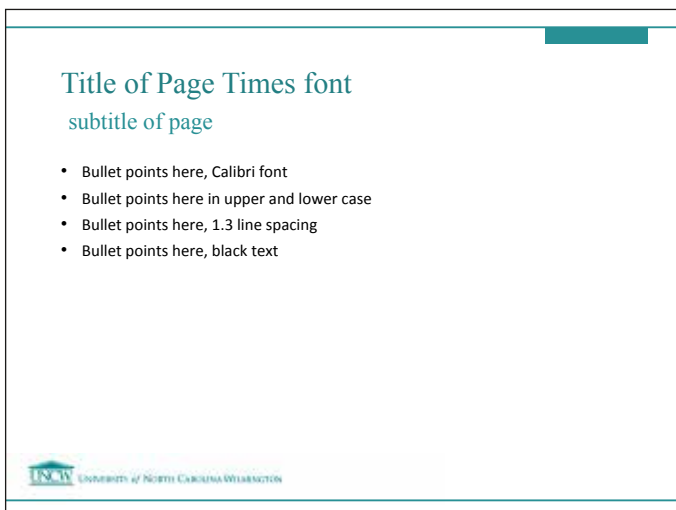 Title of Page Times font
subtitle of page
• Bullet points here, Calibri font
• Bullet points here in upper and lower case
• Bullet points here, 1.3 line spacing
• Bullet points here, black text
UNCW UNIVERSITY of NORTH CAROLINA WILMINGTON